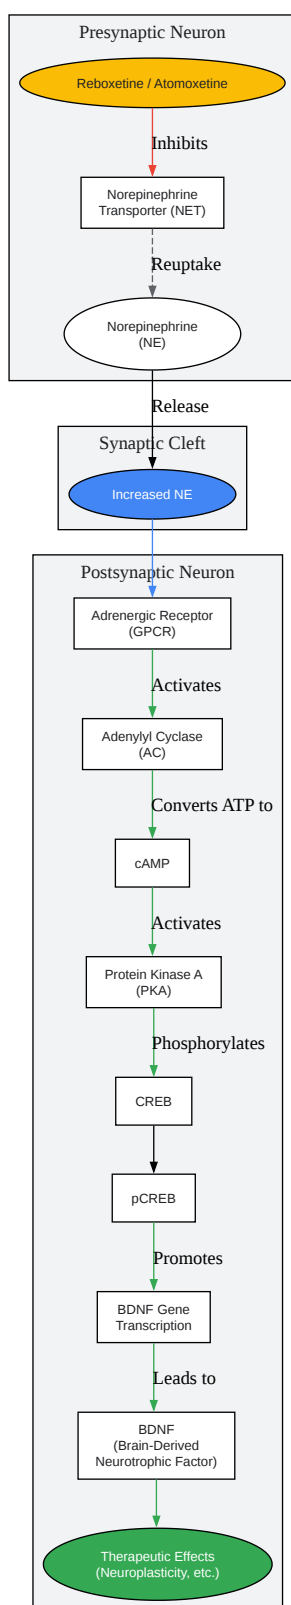 Presynaptic Neuron
Reboxetine / Atomoxetine
Inhibits
Norepinephrine
Transporter (NET)
Reuptake
Norepinephrine
(NE)
Release
Synaptic Cleft
Increased NE
Postsynaptic Neuron
Adrenergic Receptor
(GPCR)
Activates
Adenylyl Cyclase
(AC)
Converts ATP to
cAMP
Activates
Protein Kinase A
(PKA)
Phosphorylates
CREB
pCREB
Promotes
BDNF Gene
Transcription
Leads to
BDNF
(Brain-Derived
Neurotrophic Factor)
Therapeutic Effects
(Neuroplasticity, etc.)